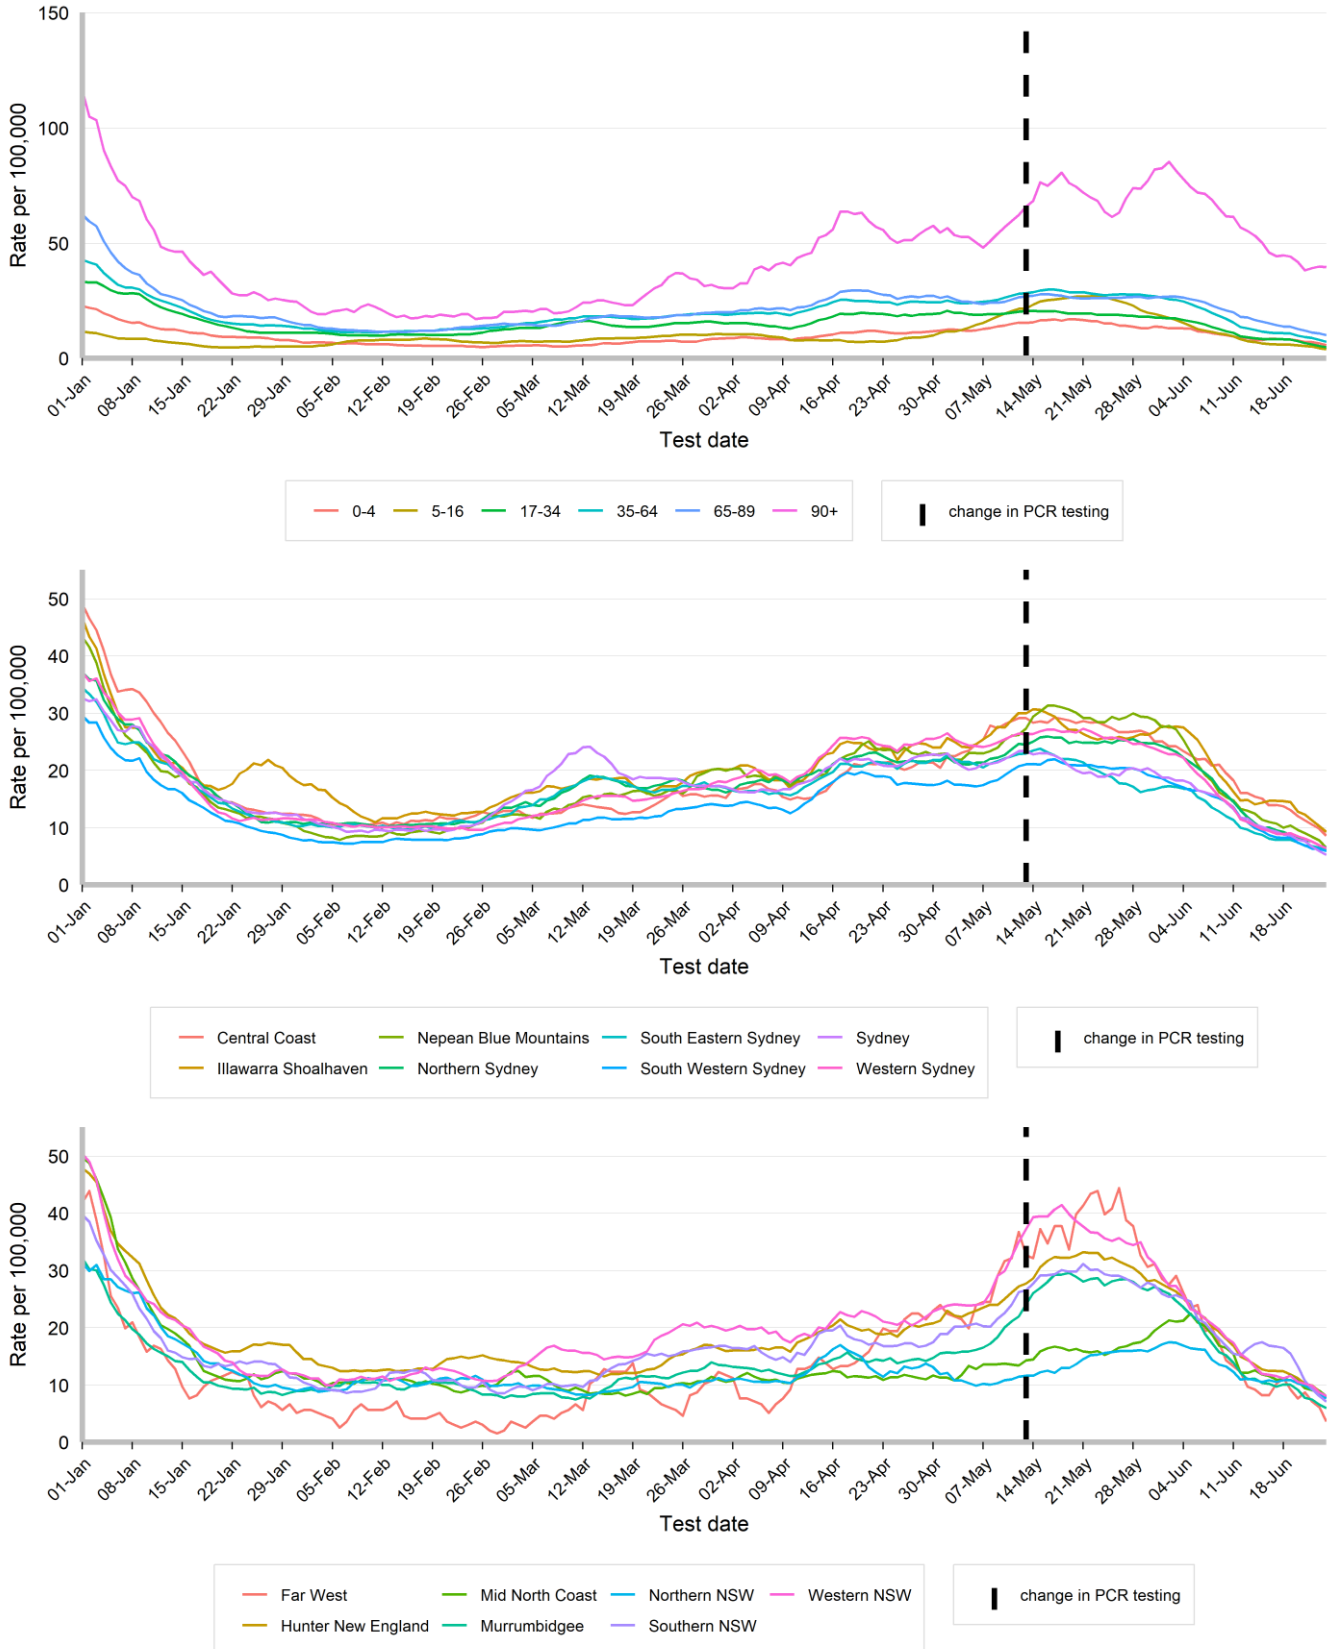 150
100
50
0
Rate per 100,000
01-Jan 08-Jan 15-Jan 22-Jan 29-Jan 05-Feb 12-Feb 19-Feb 26-Feb 05-Mar 12-Mar 19-Mar 26-Mar 02-Apr 09-Apr 16-Apr 23-Apr 30-Apr 07-May 14-May 21-May 28-May 04-Jun 11-Jun 18-Jun
Test date
0-4 5-16 17-34 35-64 65-89 90+ change in PCR testing
50
40
30
20
10
0
Rate per 100,000
01-Jan 08-Jan 15-Jan 22-Jan 29-Jan 05-Feb 12-Feb 19-Feb 26-Feb 05-Mar 12-Mar 19-Mar 26-Mar 02-Apr 09-Apr 16-Apr 23-Apr 30-Apr 07-May 14-May 21-May 28-May 04-Jun 11-Jun 18-Jun
Test date
Central Coast Nepean Blue Mountains South Eastern Sydney Sydney change in PCR testing
Illawarra Shoalhaven Northern Sydney South Western Sydney Western Sydney
50
40
30
20
10
0
Rate per 100,000
01-Jan 08-Jan 15-Jan 22-Jan 29-Jan 05-Feb 12-Feb 19-Feb 26-Feb 05-Mar 12-Mar 19-Mar 26-Mar 02-Apr 09-Apr 16-Apr 23-Apr 30-Apr 07-May 14-May 21-May 28-May 04-Jun 11-Jun 18-Jun
Test date
Far West Mid North Coast Northern NSW Western NSW change in PCR testing
Hunter New England Murrumbidgee Southern NSW